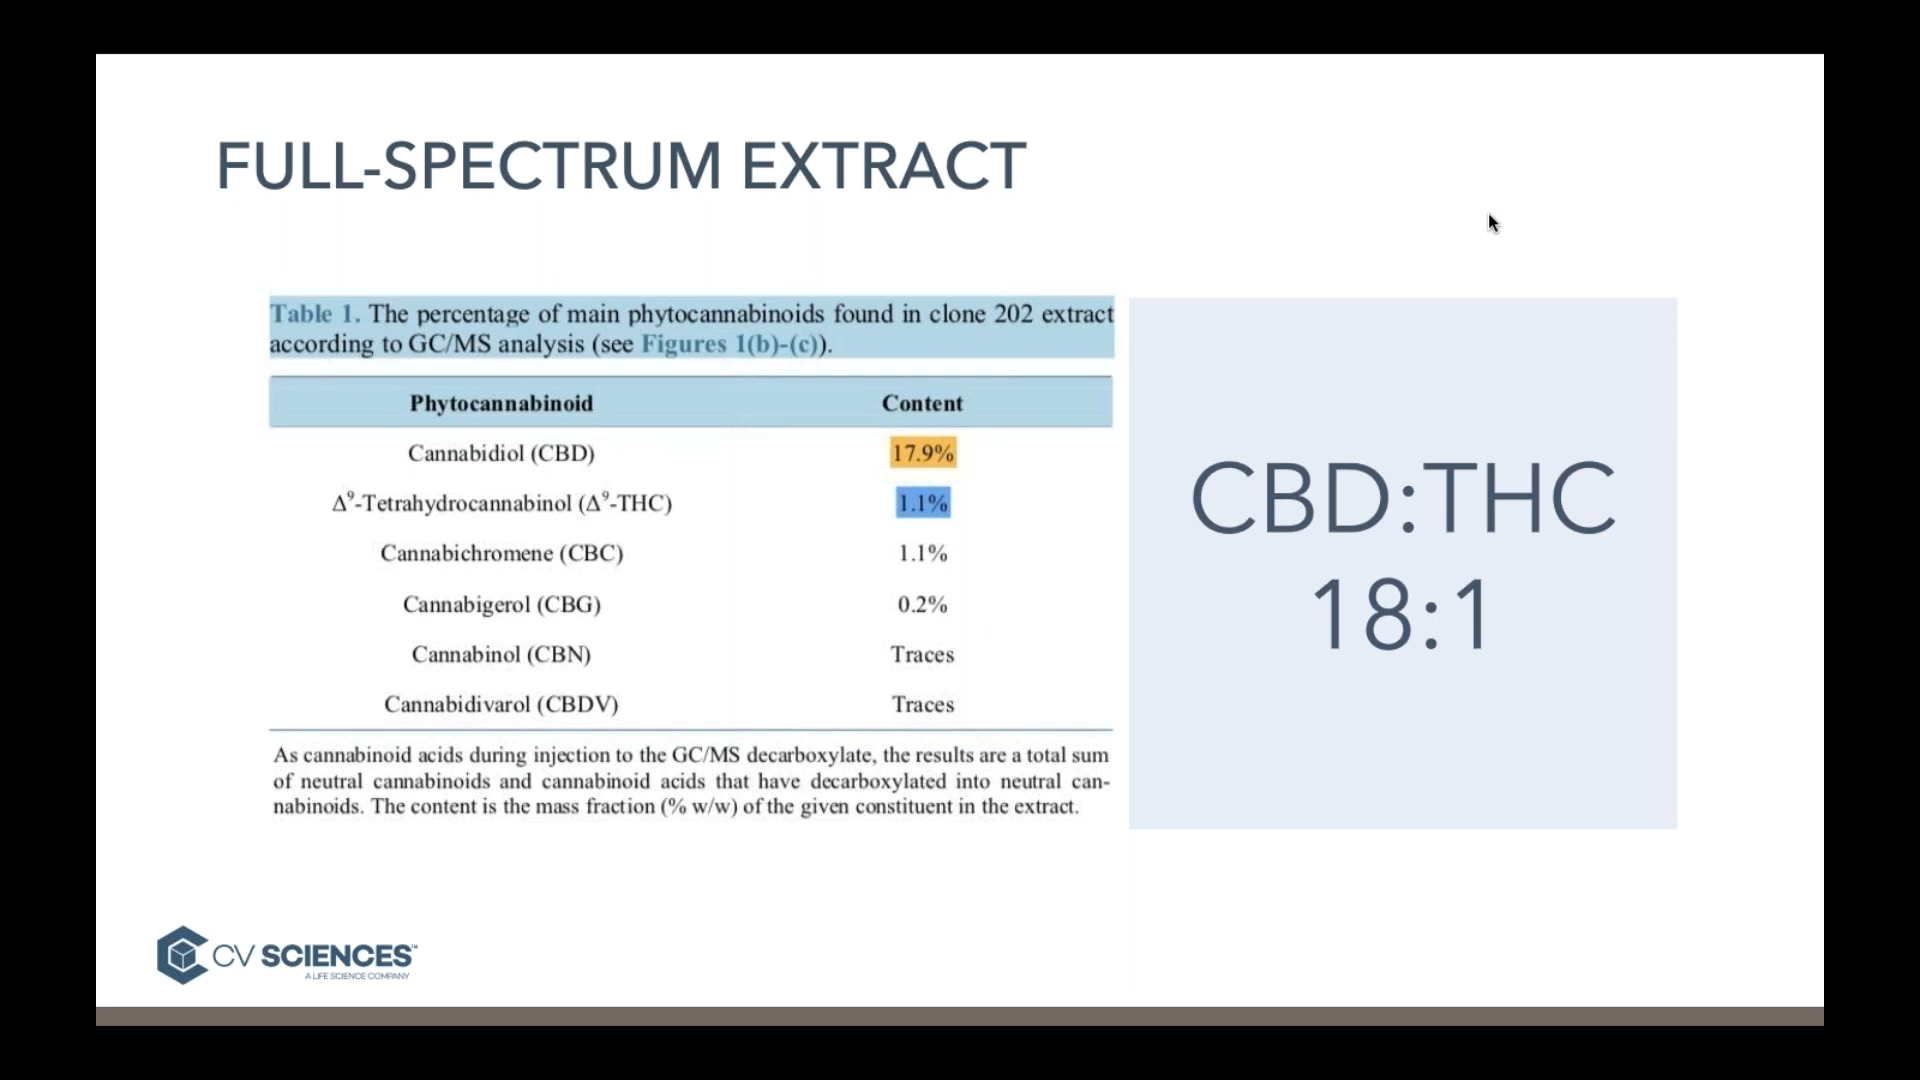 FULL-SPECTRUM EXTRACT
Table 1. The percentage of main phytocannabinoids found in clone 202 extract
according to GC/MS analysis (see Figures 1(b)-(c)).
Phytocannabinoid Content
Cannabidiol (CBD) 17.9%
Δ⁹-Tetrahydrocannabinol (Δ⁹-THC) 1.1%
Cannabichromene (CBC) 1.1%
Cannabigerol (CBG) 0.2%
Cannabinol (CBN) Traces
Cannabidivarol (CBDV) Traces
As cannabinoid acids during injection to the GC/MS decarboxylate, the results are a total sum
of neutral cannabinoids and cannabinoid acids that have decarboxylated into neutral can-
nabinoids. The content is the mass fraction (% w/w) of the given constituent in the extract.
CBD:THC
18:1
CV SCIENCES™
A LIFE SCIENCE COMPANY